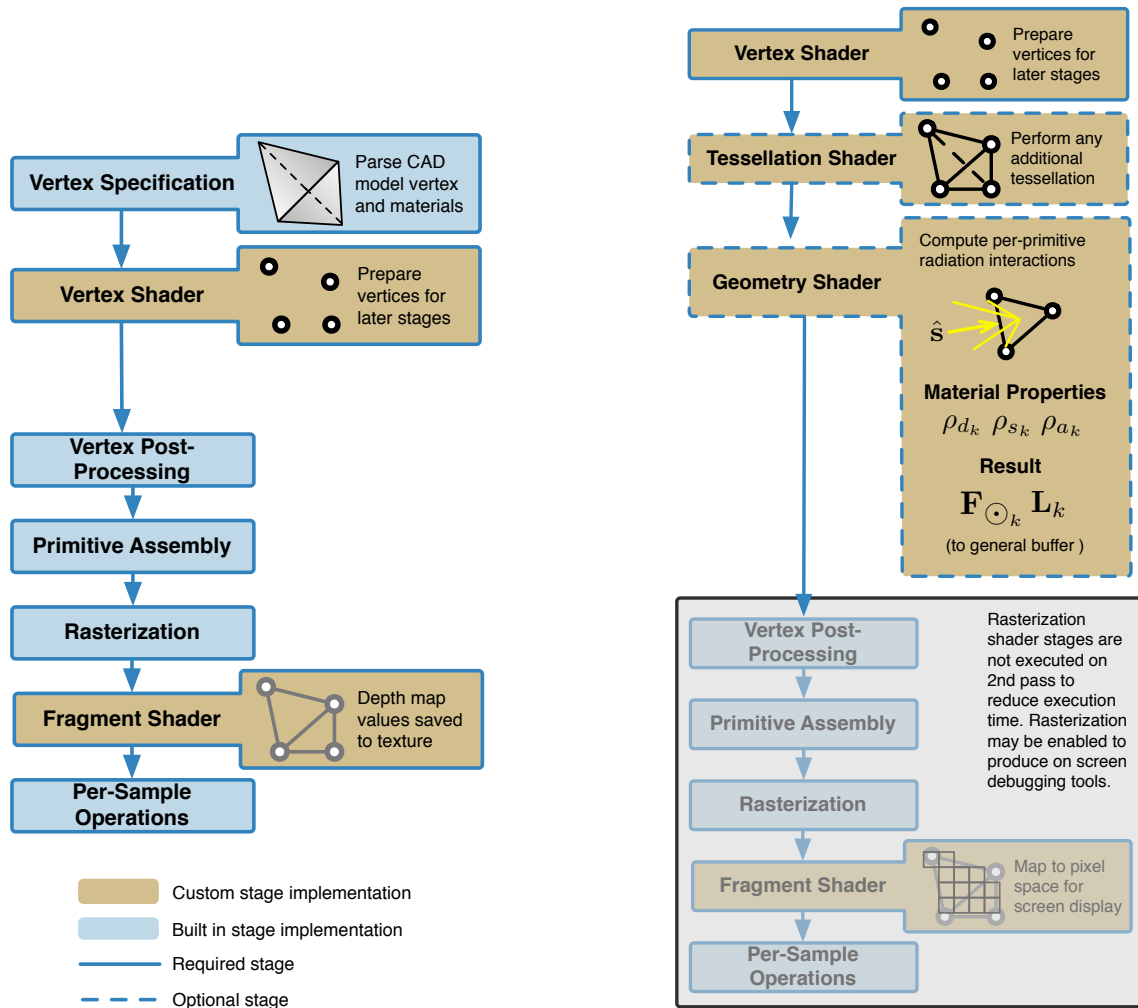 Vertex Specification
Parse CAD
model vertex
and materials
Vertex Shader
Prepare
vertices for
later stages
Vertex Post-
Processing
Primitive Assembly
Rasterization
Fragment Shader
Depth map
values saved
to texture
Per-Sample
Operations
Custom stage implementation
Built in stage implementation
Required stage
Optional stage
Vertex Shader
Prepare
vertices for
later stages
Tessellation Shader
Perform any
additional
tessellation
Geometry Shader
Compute per-primitive
radiation interactions
ŝ
Material Properties
ρ_{d_k} ρ_{s_k} ρ_{a_k}
Result
F_{⊙_k} L_k
(to general buffer )
Vertex Post-
Processing
Primitive Assembly
Rasterization
Fragment Shader
Map to pixel
space for
screen display
Per-Sample
Operations
Rasterization
shader stages are
not executed on
2nd pass to
reduce execution
time. Rasterization
may be enabled to
produce on screen
debugging tools.